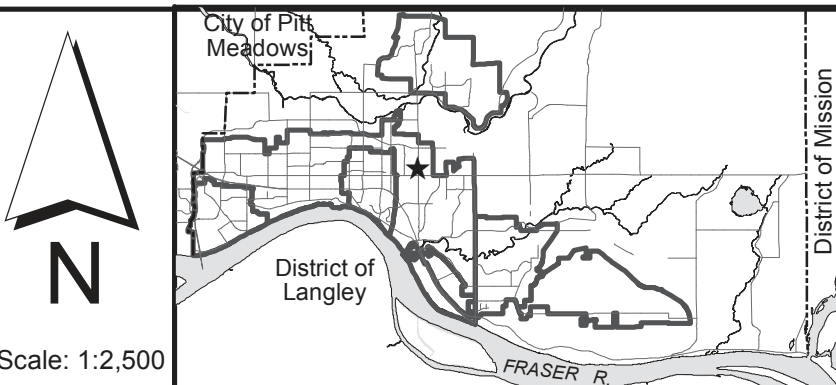 City of Pitt
Meadows
District of Mission
N
District of
Langley
Scale: 1:2,500
FRASER R.